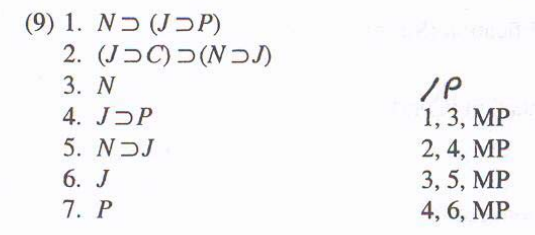 (9) 1. N ⊃ (J ⊃ P)
2. (J ⊃ C) ⊃ (N ⊃ J)
3. N /P
4. J ⊃ P 1, 3, MP
5. N ⊃ J 2, 4, MP
6. J 3, 5, MP
7. P 4, 6, MP